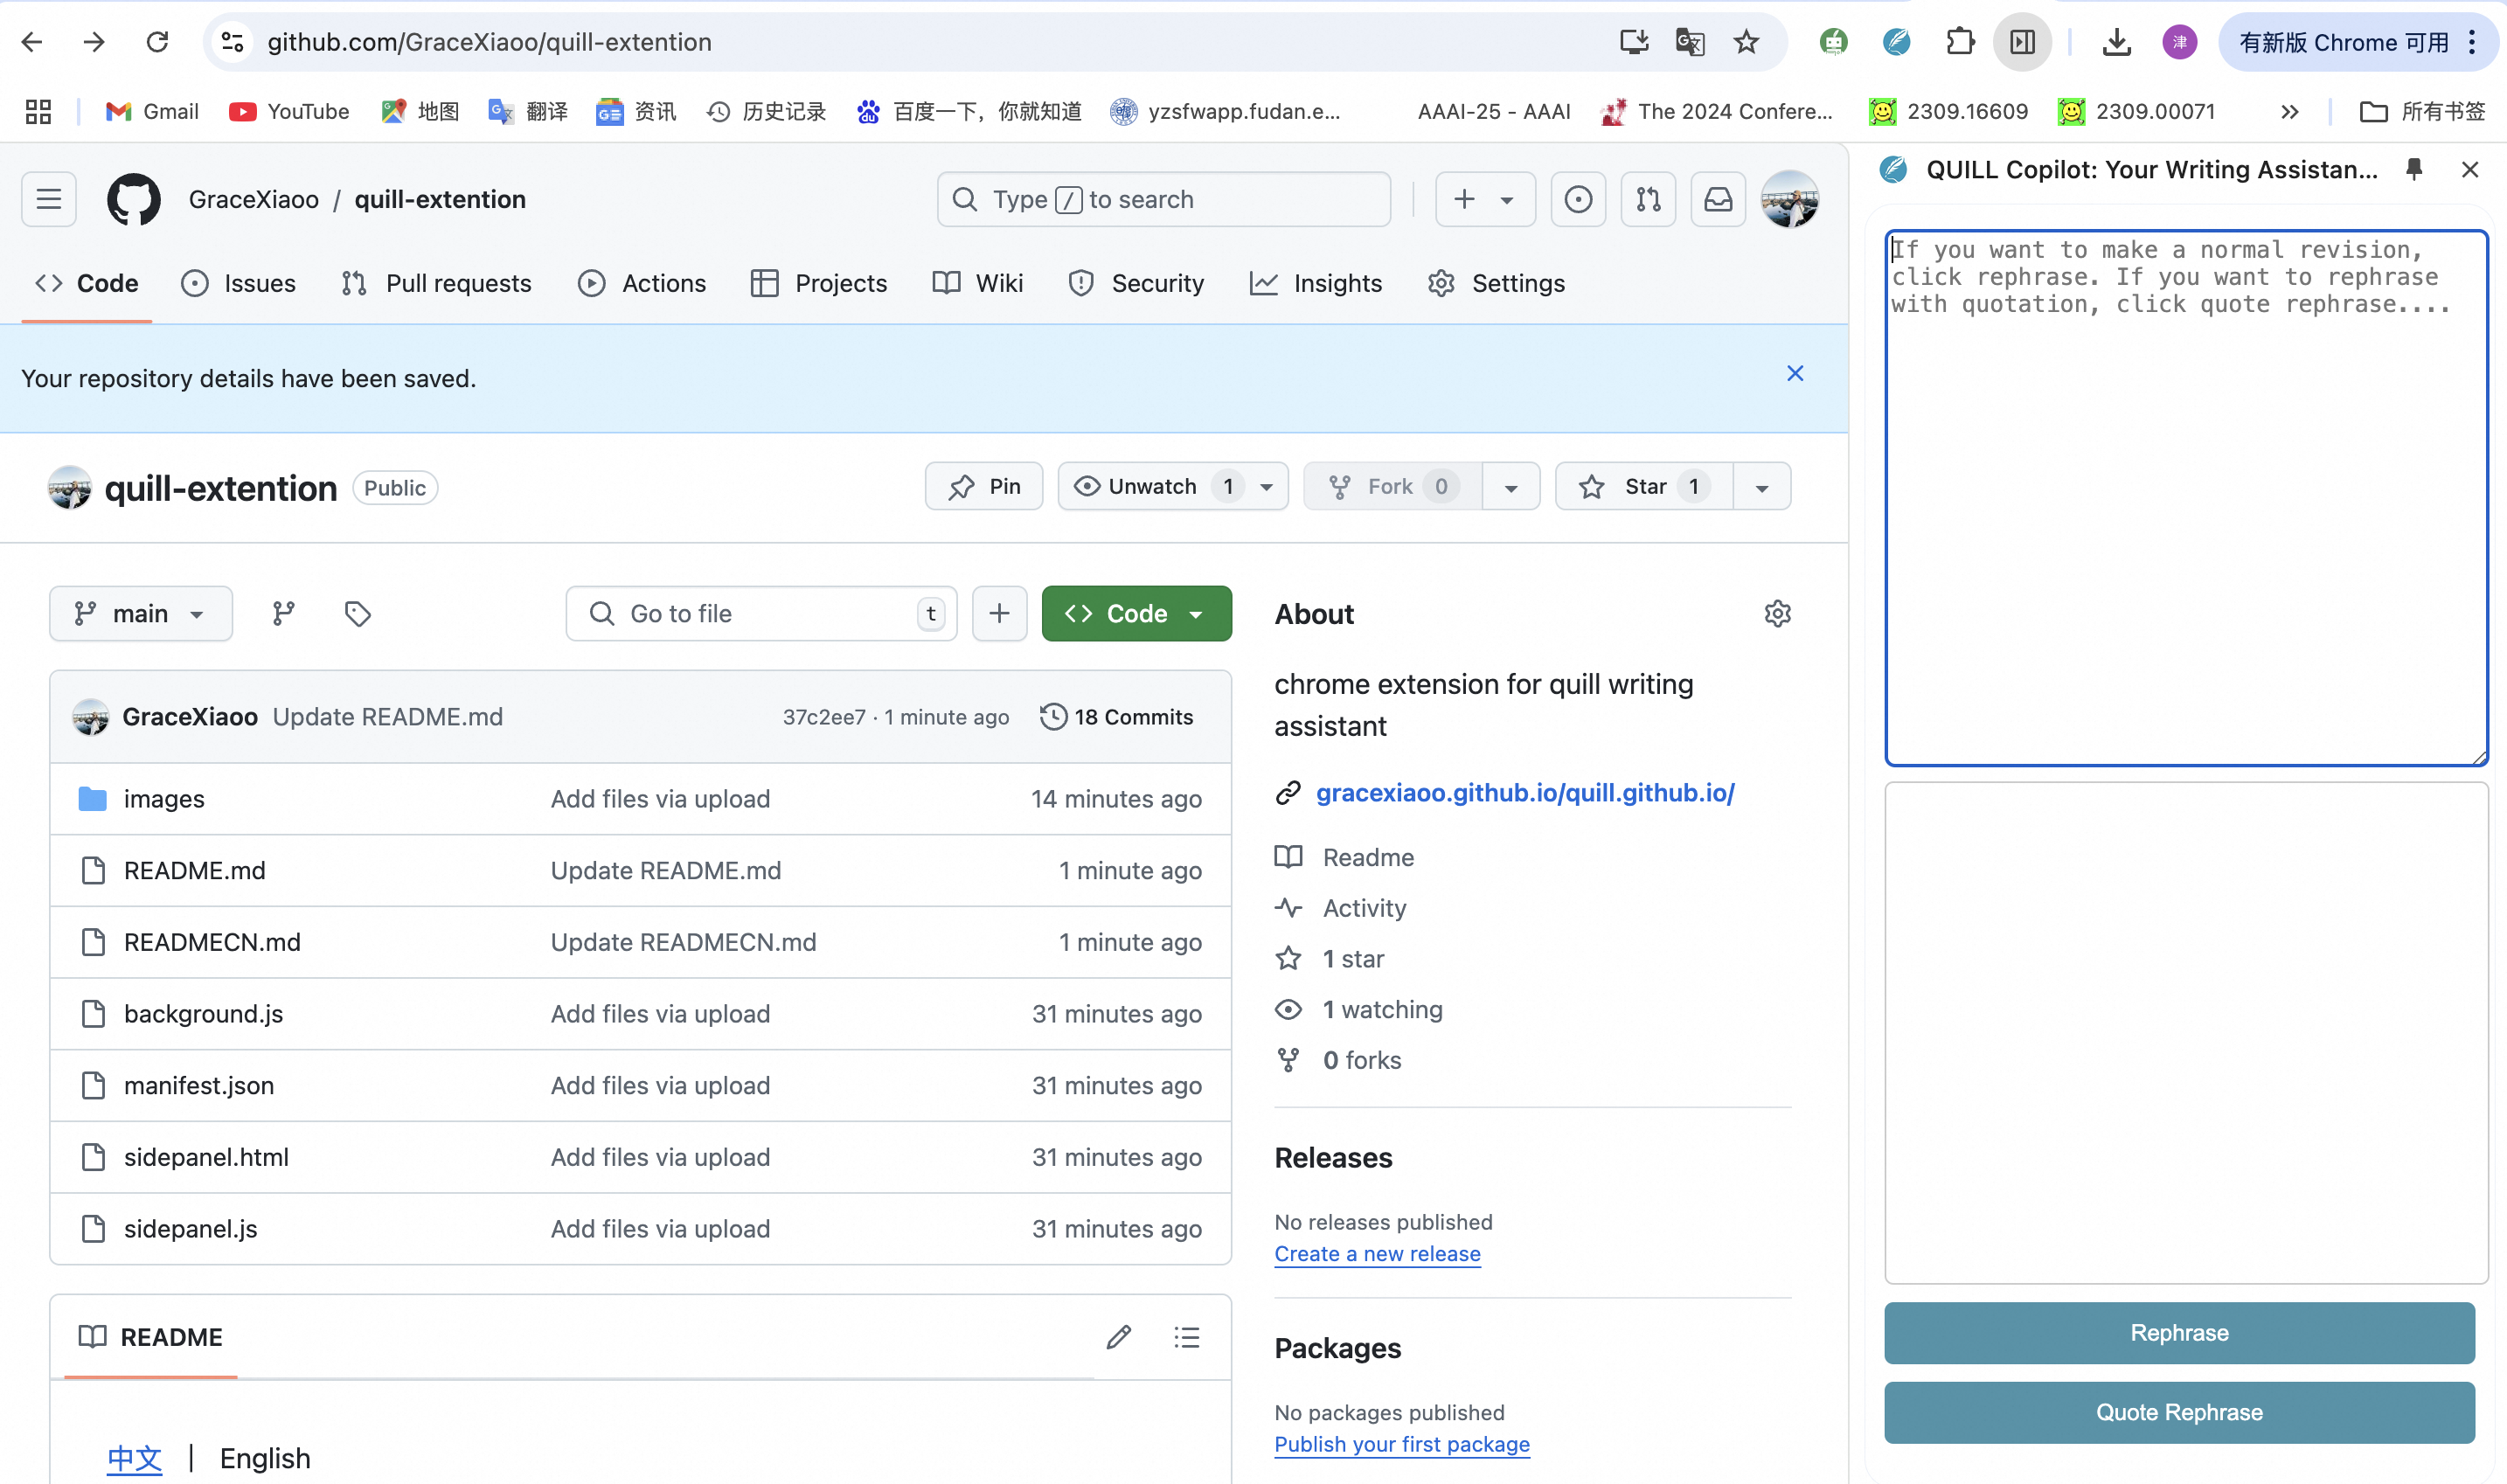 github.com/GraceXiaoo/quill-extention
津
有新版 Chrome 可用
Gmail
YouTube
地图
翻译
资讯
历史记录
百度一下，你就知道
yzsfwapp.fudan.e...
AAAI-25 - AAAI
The 2024 Confere...
2309.16609
2309.00071
所有书签
GraceXiaoo / quill-extention
Type / to search
QUILL Copilot: Your Writing Assistan...
Code
Issues
Pull requests
Actions
Projects
Wiki
Security
Insights
Settings
If you want to make a normal revision,
click rephrase. If you want to rephrase
with quotation, click quote rephrase....
Your repository details have been saved.
quill-extention Public
Pin
Unwatch 1
Fork 0
Star 1
main
Go to file t
Code
GraceXiaoo Update README.md 37c2ee7 · 1 minute ago 18 Commits
images Add files via upload 14 minutes ago
README.md Update README.md 1 minute ago
READMECN.md Update READMECN.md 1 minute ago
background.js Add files via upload 31 minutes ago
manifest.json Add files via upload 31 minutes ago
sidepanel.html Add files via upload 31 minutes ago
sidepanel.js Add files via upload 31 minutes ago
README
中文 | English
About
chrome extension for quill writing
assistant
gracexiaoo.github.io/quill.github.io/
Readme
Activity
1 star
1 watching
0 forks
Releases
No releases published
Create a new release
Packages
No packages published
Publish your first package
Rephrase
Quote Rephrase